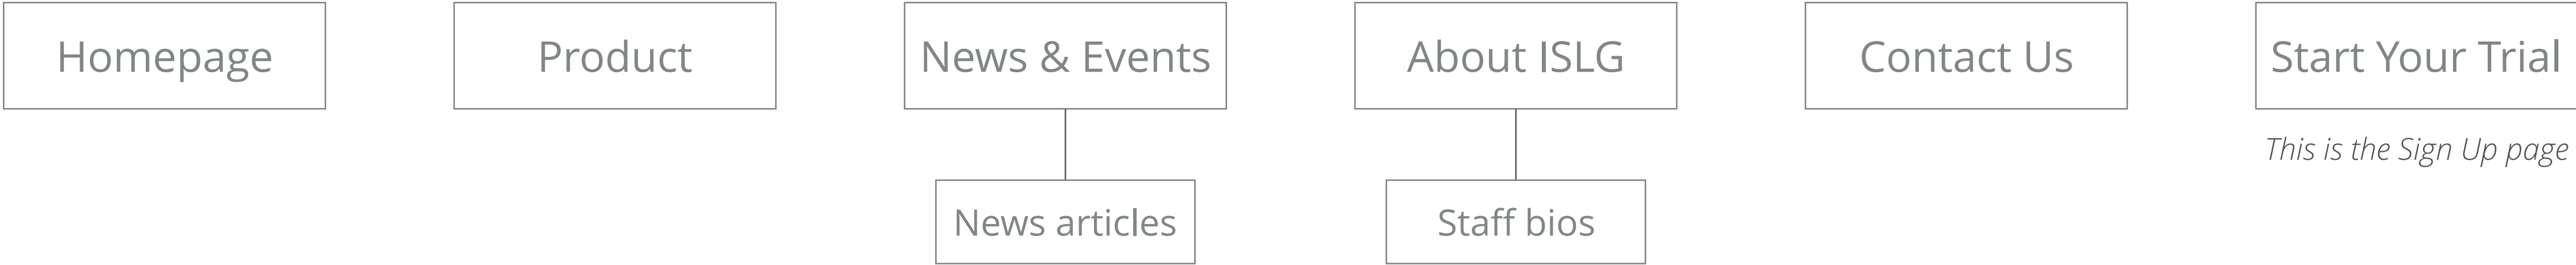 Homepage
Product
News & Events
About ISLG
Contact Us
Start Your Trial
This is the Sign Up page
News articles
Staff bios